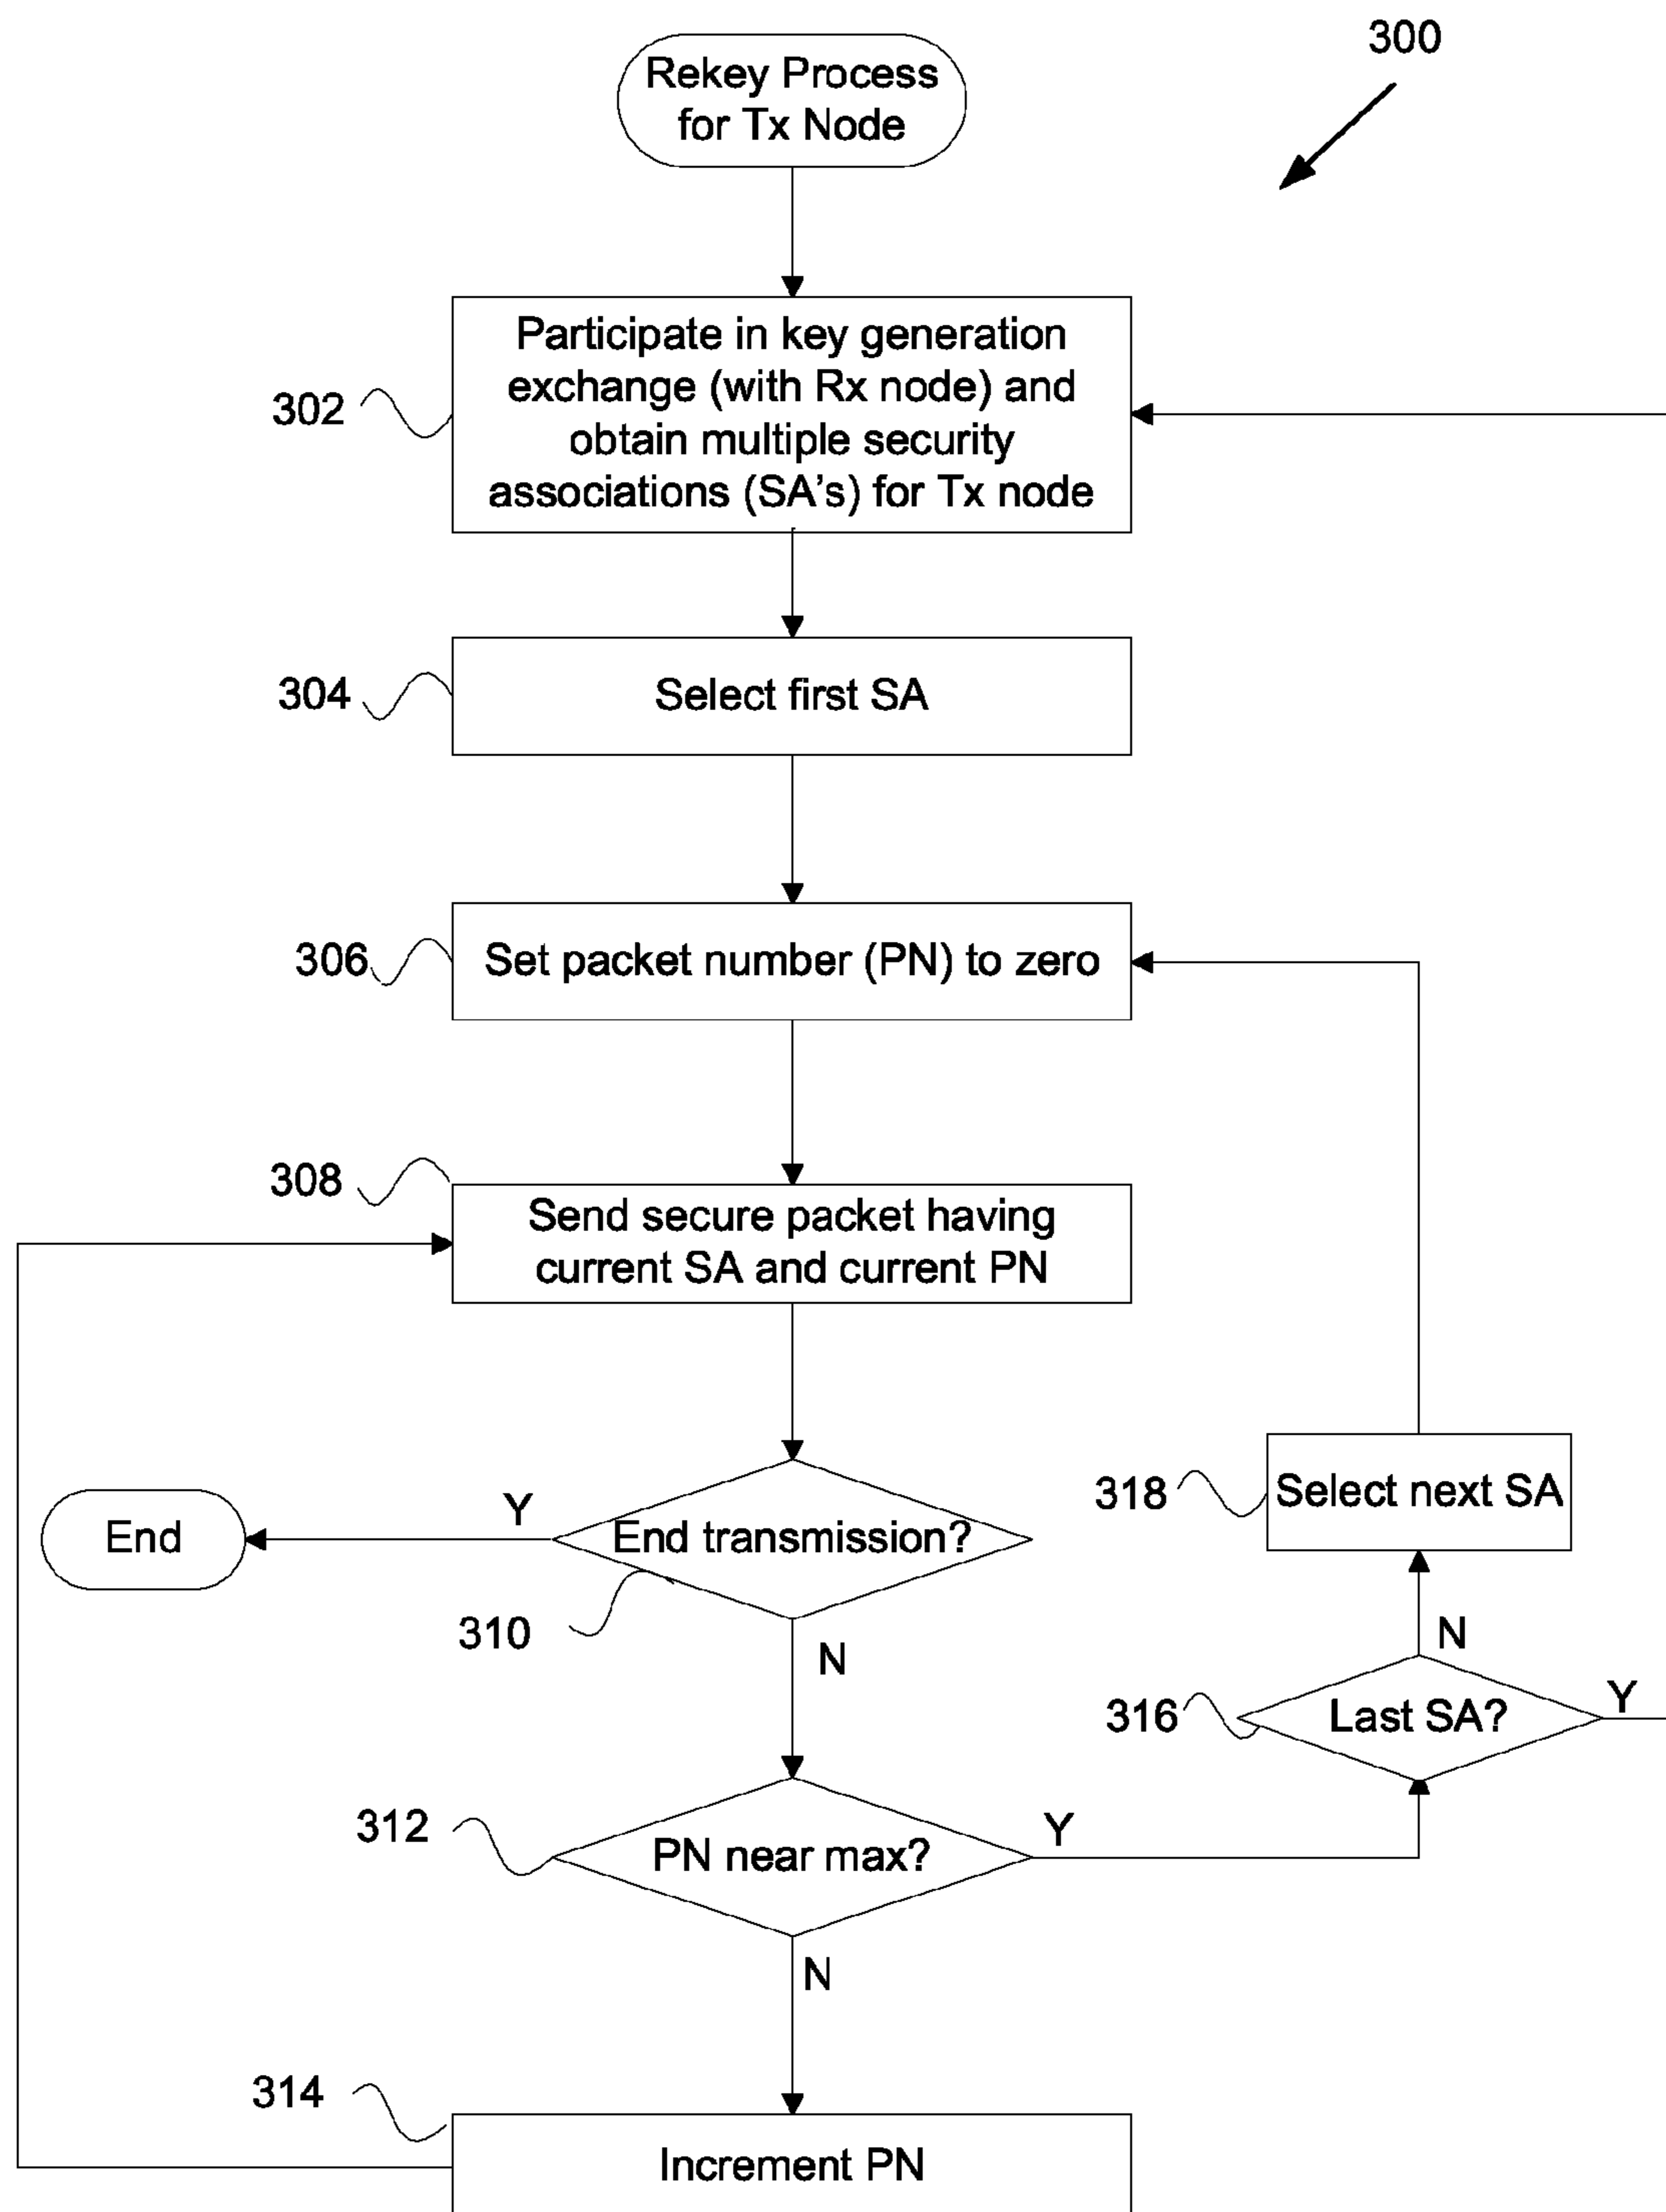 300
Rekey Process
for Tx Node
302
Participate in key generation
exchange (with Rx node) and
obtain multiple security
associations (SA's) for Tx node
304
Select first SA
306
Set packet number (PN) to zero
308
Send secure packet having
current SA and current PN
318
Select next SA
End
Y
End transmission?
310
N
N
316
Last SA?
Y
312
PN near max?
Y
N
314
Increment PN